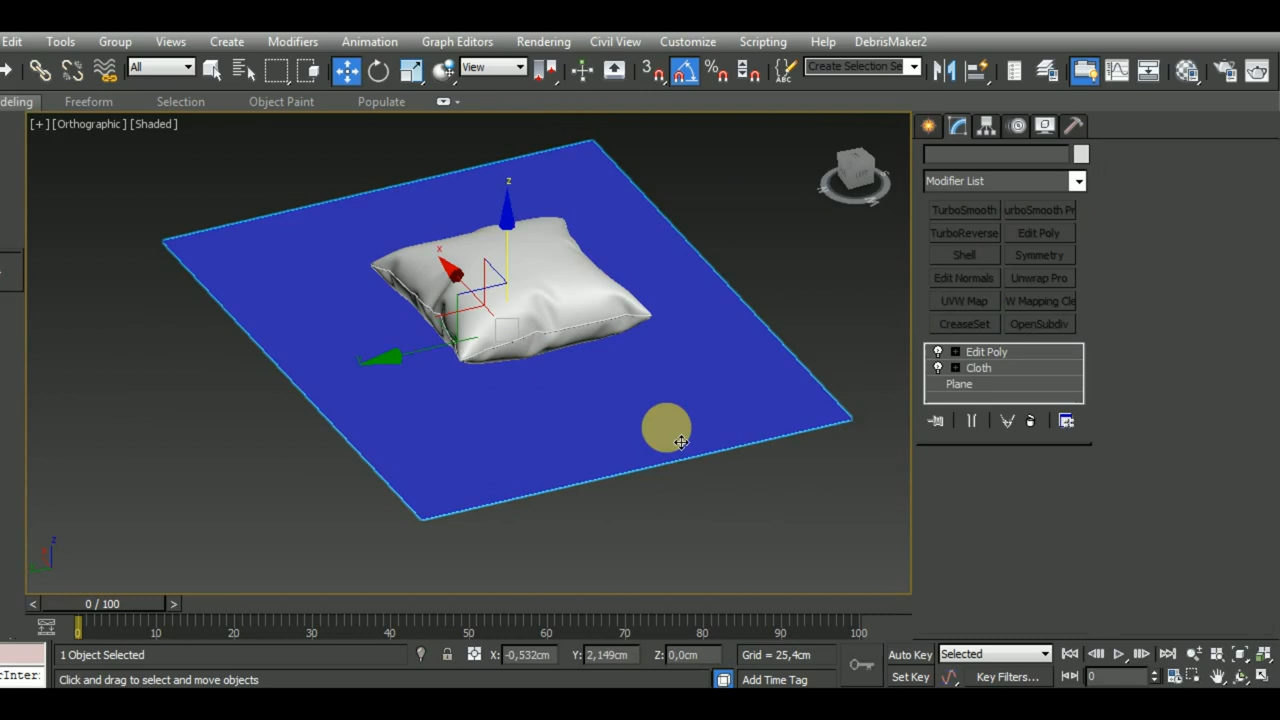 Edit Tools Group Views Create Modifiers Animation Graph Editors Rendering Civil View Customize Scripting Help DebrisMaker2
All View 3 % ABC Create Selection Se
deling Freeform Selection Object Paint Populate
[+] [Orthographic] [Shaded]
Modifier List
TurboSmooth urboSmooth Pr
TurboReverse Edit Poly
Shell Symmetry
Edit Normals Unwrap Pro
UVW Map W Mapping Cle
CreaseSet OpenSubdiv
Edit Poly
Cloth
Plane
z
x
LEFT
z
< 0 / 100 >
0 10 20 30 40 50 60 70 80 90 100
1 Object Selected X: -0,532cm Y: 2,149cm Z: 0,0cm Grid = 25,4cm Auto Key Selected
rInter: Click and drag to select and move objects Add Time Tag Set Key Key Filters... 0